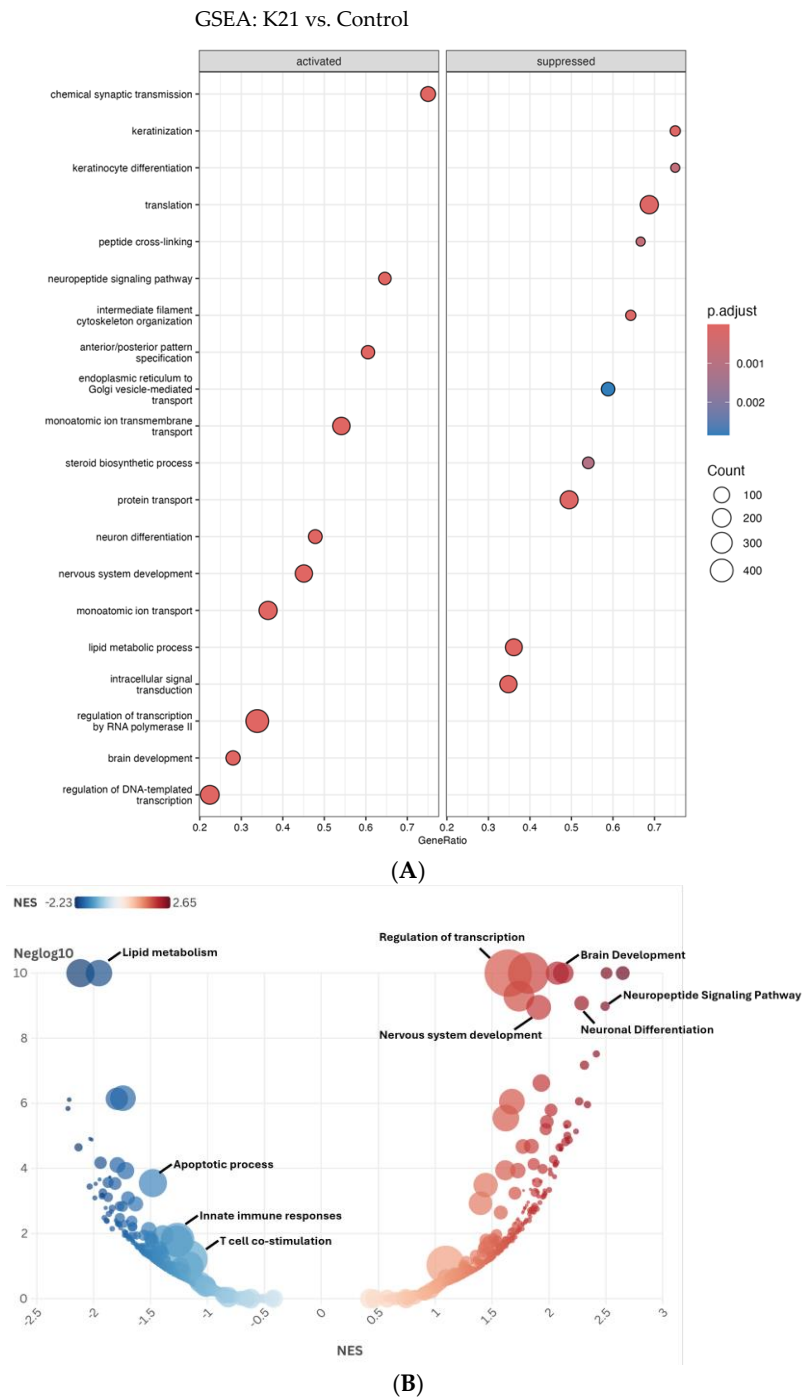 GSEA: K21 vs. Control
activated
suppressed
chemical synaptic transmission
keratinization
keratinocyte differentiation
translation
peptide cross-linking
neuropeptide signaling pathway
intermediate filament
cytoskeleton organization
anterior/posterior pattern
specification
endoplasmic reticulum to
Golgi vesicle-mediated
transport
monoatomic ion transmembrane
transport
steroid biosynthetic process
protein transport
neuron differentiation
nervous system development
monoatomic ion transport
lipid metabolic process
intracellular signal
transduction
regulation of transcription
by RNA polymerase II
brain development
regulation of DNA-templated
transcription
0.2 0.3 0.4 0.5 0.6 0.7 0.2 0.3 0.4 0.5 0.6 0.7
GeneRatio
p.adjust
0.001
0.002
Count
100
200
300
400
(A)
NES -2.23 2.65
Neglog10
Lipid metabolism
Regulation of transcription
Brain Development
Neuropeptide Signaling Pathway
Neuronal Differentiation
Nervous system development
Apoptotic process
Innate immune responses
T cell co-stimulation
10
8
6
4
2
0
-2.5 -2 -1.5 -1 -0.5 0 0.5 1 1.5 2 2.5 3
NES
(B)